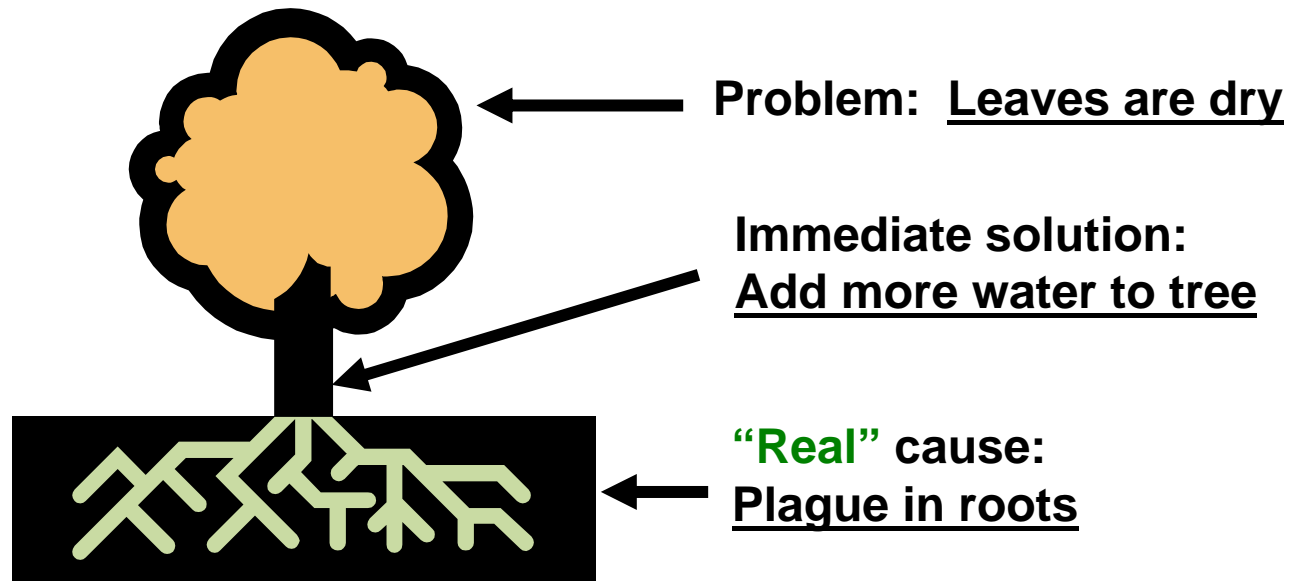 Problem: Leaves are dry
Immediate solution:
Add more water to tree
“Real” cause:
Plague in roots